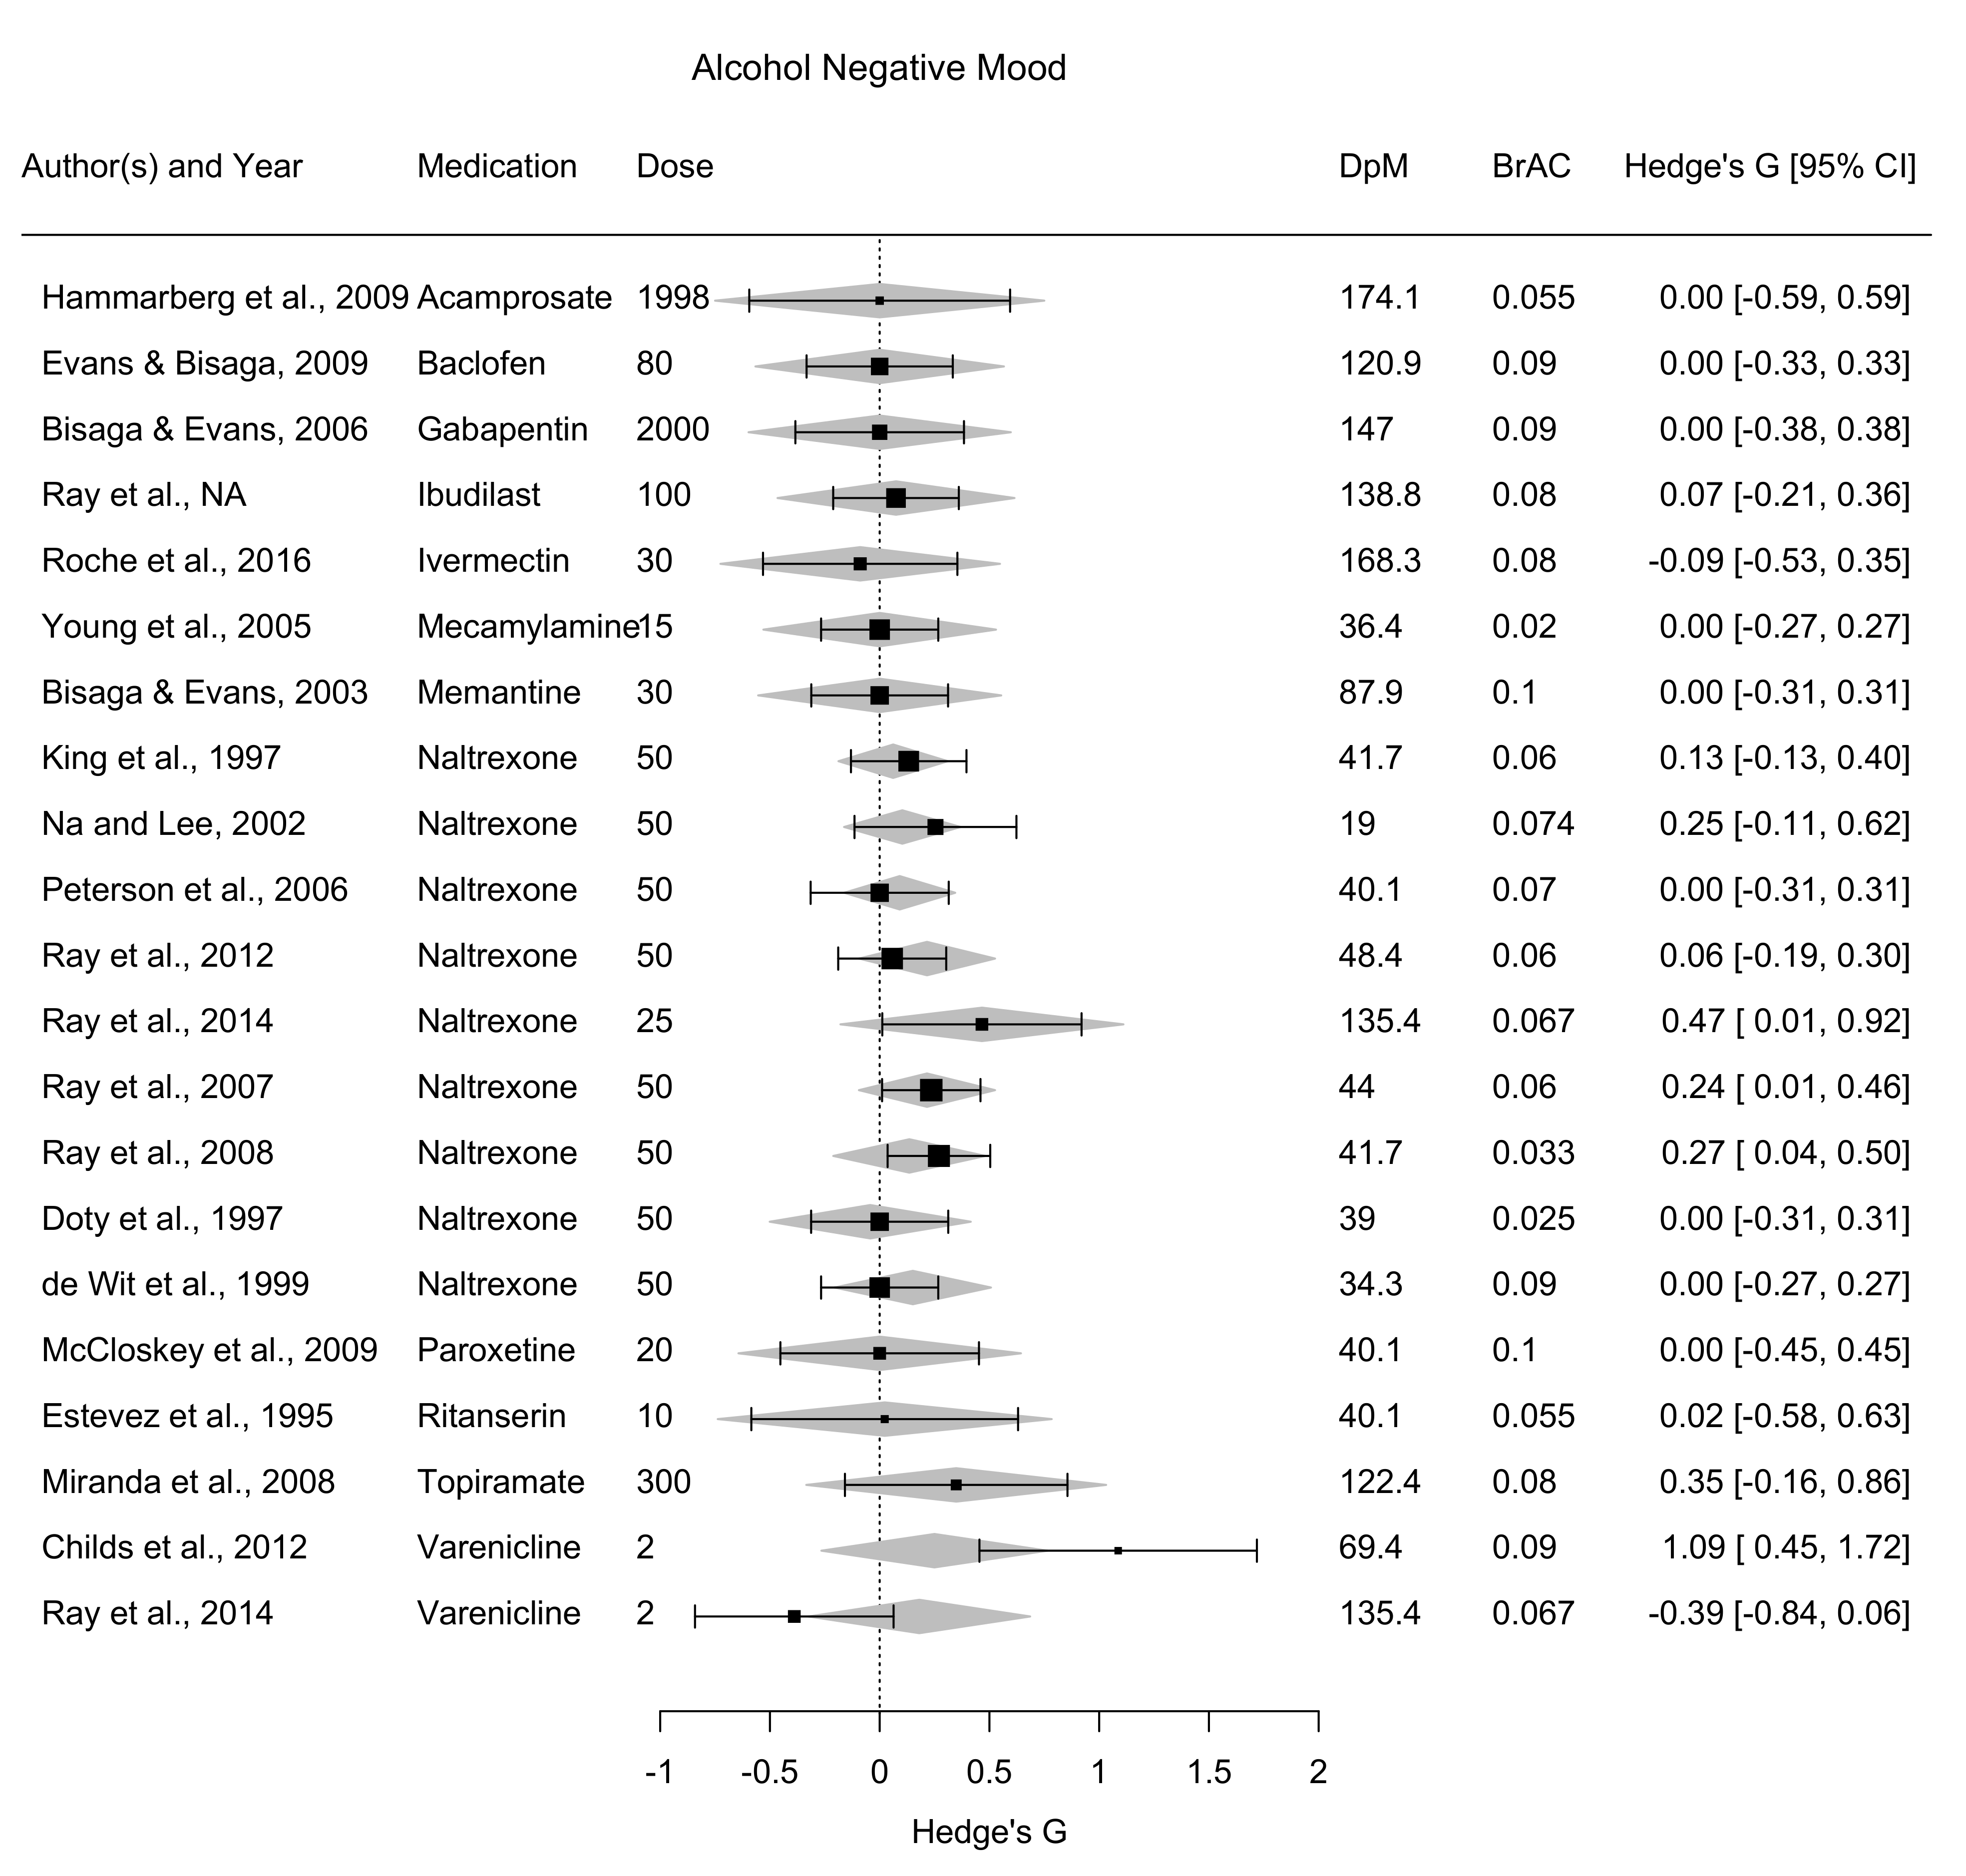 Alcohol Negative Mood
Author(s) and Year Medication Dose DpM BrAC Hedge's G [95% CI]
Hammarberg et al., 2009 Acamprosate 1998 174.1 0.055 0.00 [-0.59, 0.59]
Evans & Bisaga, 2009 Baclofen 80 120.9 0.09 0.00 [-0.33, 0.33]
Bisaga & Evans, 2006 Gabapentin 2000 147 0.09 0.00 [-0.38, 0.38]
Ray et al., NA Ibudilast 100 138.8 0.08 0.07 [-0.21, 0.36]
Roche et al., 2016 Ivermectin 30 168.3 0.08 -0.09 [-0.53, 0.35]
Young et al., 2005 Mecamylamine 15 36.4 0.02 0.00 [-0.27, 0.27]
Bisaga & Evans, 2003 Memantine 30 87.9 0.1 0.00 [-0.31, 0.31]
King et al., 1997 Naltrexone 50 41.7 0.06 0.13 [-0.13, 0.40]
Na and Lee, 2002 Naltrexone 50 19 0.074 0.25 [-0.11, 0.62]
Peterson et al., 2006 Naltrexone 50 40.1 0.07 0.00 [-0.31, 0.31]
Ray et al., 2012 Naltrexone 50 48.4 0.06 0.06 [-0.19, 0.30]
Ray et al., 2014 Naltrexone 25 135.4 0.067 0.47 [ 0.01, 0.92]
Ray et al., 2007 Naltrexone 50 44 0.06 0.24 [ 0.01, 0.46]
Ray et al., 2008 Naltrexone 50 41.7 0.033 0.27 [ 0.04, 0.50]
Doty et al., 1997 Naltrexone 50 39 0.025 0.00 [-0.31, 0.31]
de Wit et al., 1999 Naltrexone 50 34.3 0.09 0.00 [-0.27, 0.27]
McCloskey et al., 2009 Paroxetine 20 40.1 0.1 0.00 [-0.45, 0.45]
Estevez et al., 1995 Ritanserin 10 40.1 0.055 0.02 [-0.58, 0.63]
Miranda et al., 2008 Topiramate 300 122.4 0.08 0.35 [-0.16, 0.86]
Childs et al., 2012 Varenicline 2 69.4 0.09 1.09 [ 0.45, 1.72]
Ray et al., 2014 Varenicline 2 135.4 0.067 -0.39 [-0.84, 0.06]
-1 -0.5 0 0.5 1 1.5 2
Hedge's G